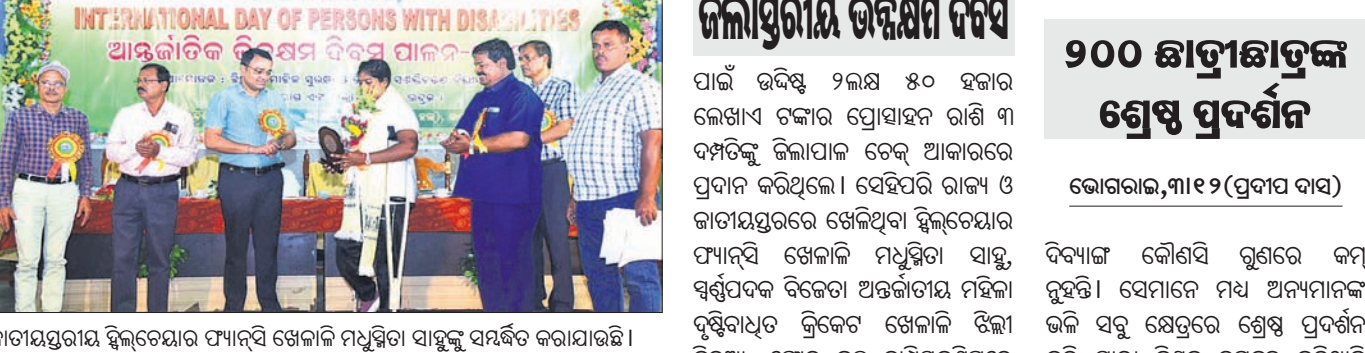 INTERNATIONAL DAY OF PERSONS WITH DISABILITIES
ଆନ୍ତର୍ଜାତିକ ଦିବସ ପାଳନ-
ଜାତୀୟସ୍ତରୀୟ ହ୍ୱିଲ୍‌ଚେୟାର ଫ୍ୟାନ୍‌ସି ଖେଳାଳି ମଧୁସ୍ମିତା ସାହୁଙ୍କୁ ସମ୍ବର୍ଦ୍ଧିତ କରାଯାଉଛି।
ଜିଲାସ୍ତରୀୟ ଭିନ୍ନକ୍ଷମ ଦିବସ
ପାଇଁ ଉଦ୍ଦିଷ୍ଟ ୨ଲକ୍ଷ ୫୦ ହଜାର
ଲେଖାଏ ଟଙ୍କାର ପ୍ରୋତ୍ସାହନ ରାଶି ୩
ଦମ୍ପତିଙ୍କୁ ଜିଲାପାଳ ଚେକ୍ ଆକାରରେ
ପ୍ରଦାନ କରିଥିଲେ। ସେହିପରି ରାଜ୍ୟ ଓ
ଜାତୀୟସ୍ତରରେ ଖେଳିଥିବା ହ୍ୱିଲ୍‌ଚେୟାର
ଫ୍ୟାନ୍‌ସି ଖେଳାଳି ମଧୁସ୍ମିତା ସାହୁ,
ସ୍ୱର୍ଣ୍ଣପଦକ ବିଜେତା ଅନ୍ତର୍ଜାତୀୟ ମହିଳା
ଦୃଷ୍ଟିବାଧିତ କ୍ରିକେଟ ଖେଳାଳି ଝିଲ୍ଲୀ
୨୦୦ ଛାତ୍ରୀଛାତ୍ରଙ୍କ
ଶ୍ରେଷ୍ଠ ପ୍ରଦର୍ଶନ
ଭୋଗରାଇ,୩।୧୨(ପ୍ରଦୀପ ଦାସ)
ଦିବ୍ୟାଙ୍ଗ କୌଣସି ଗୁଣରେ କମ୍
ନୁହନ୍ତି। ସେମାନେ ମଧ୍ୟ ଅନ୍ୟମାନଙ୍କ
ଭଳି ସବୁ କ୍ଷେତ୍ରରେ ଶ୍ରେଷ୍ଠ ପ୍ରଦର୍ଶନ